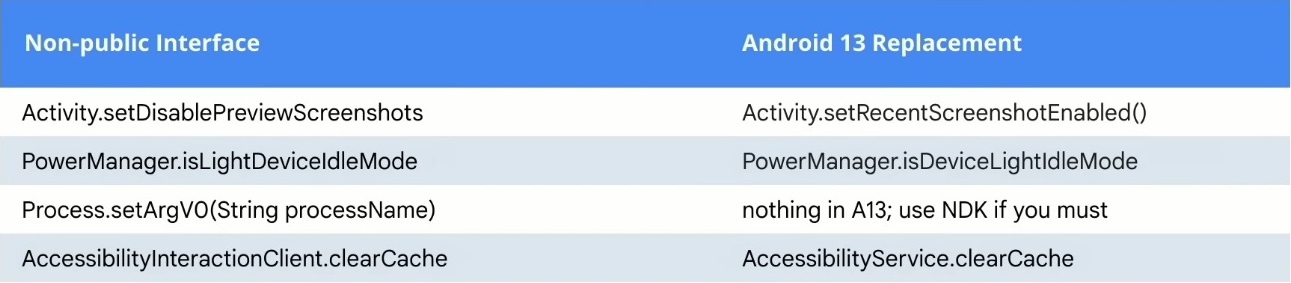 Non-public Interface Android 13 Replacement
Activity.setDisablePreviewScreenshots Activity.setRecentScreenshotEnabled()
PowerManager.isLightDeviceIdleMode PowerManager.isDeviceLightIdleMode
Process.setArgV0(String processName) nothing in A13; use NDK if you must
AccessibilityInteractionClient.clearCache AccessibilityService.clearCache